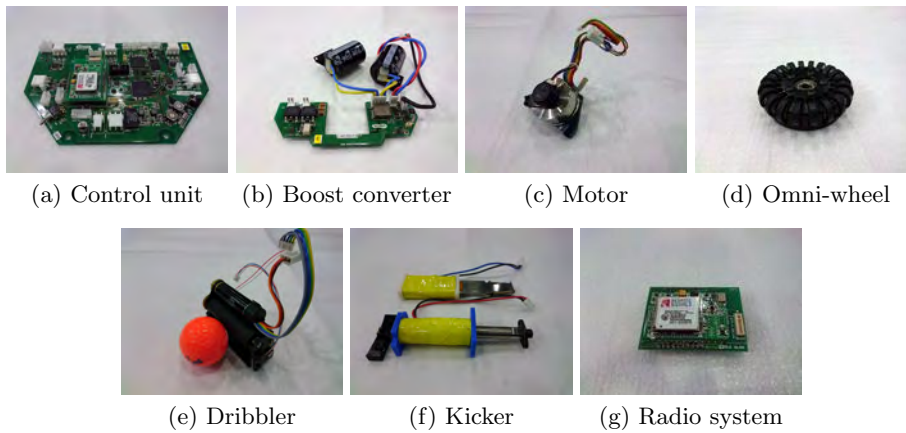 (a) Control unit
(b) Boost converter
(c) Motor
(d) Omni-wheel
(e) Dribbler
(f) Kicker
(g) Radio system